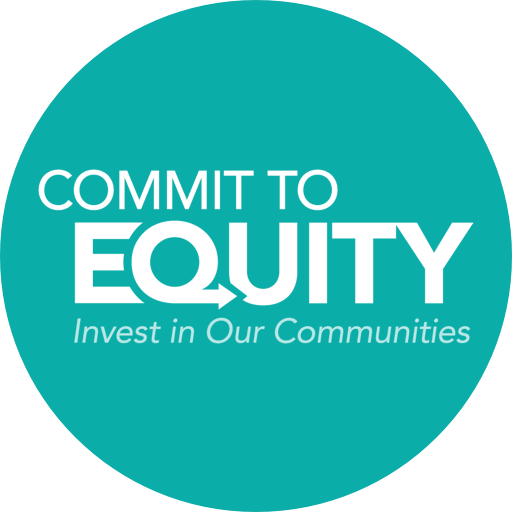 COMMIT TO
EQUITY
Invest in Our Communities